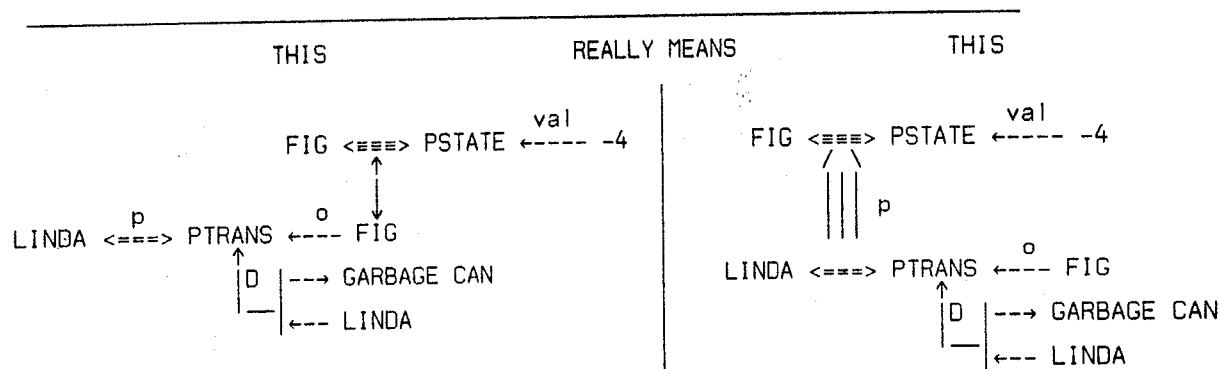 THIS REALLY MEANS THIS
FIG <≡≡≡> PSTATE ←---- -4
val
LINDA <===> PTRANS ←--- FIG
p
o
D
---→ GARBAGE CAN
←--- LINDA
FIG <≡≡≡> PSTATE ←---- -4
val
p
LINDA <===> PTRANS ←---- FIG
o
D
---→ GARBAGE CAN
←--- LINDA